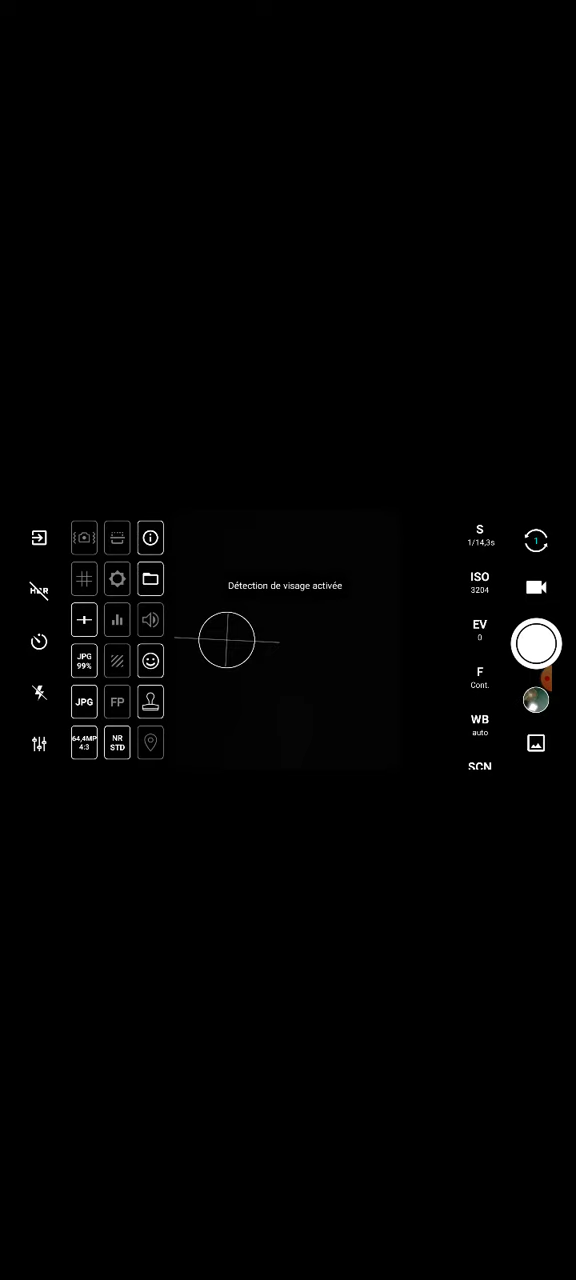 HDR
JPG
99%
JPG
FP
64,4MP
4:3
NR
STD
Détection de visage activée
S
1/14,3s
ISO
3204
EV
0
F
Cont.
WB
auto
SCN
1